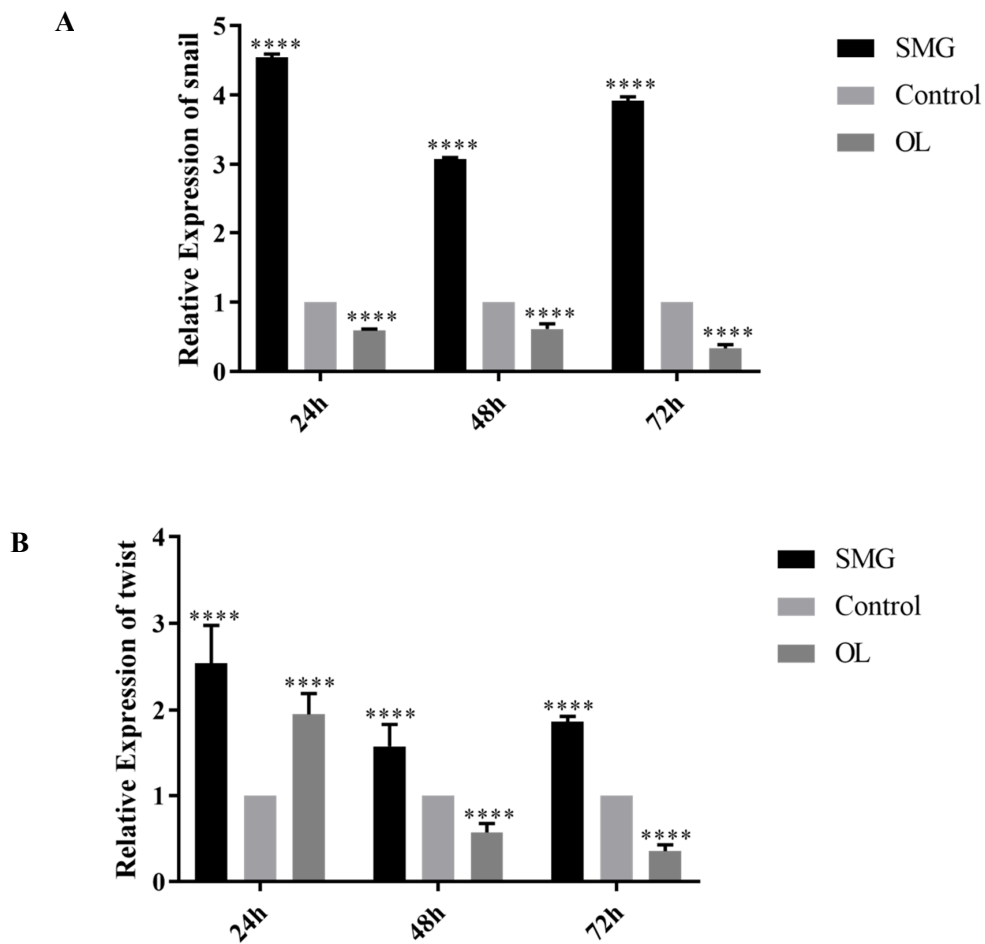 A
Relative Expression of snail
5
4
3
2
1
0
****
****
****
****
****
****
24h
48h
72h
SMG
Control
OL
B
Relative Expression of twist
4
3
2
1
0
****
****
****
****
****
****
24h
48h
72h
SMG
Control
OL